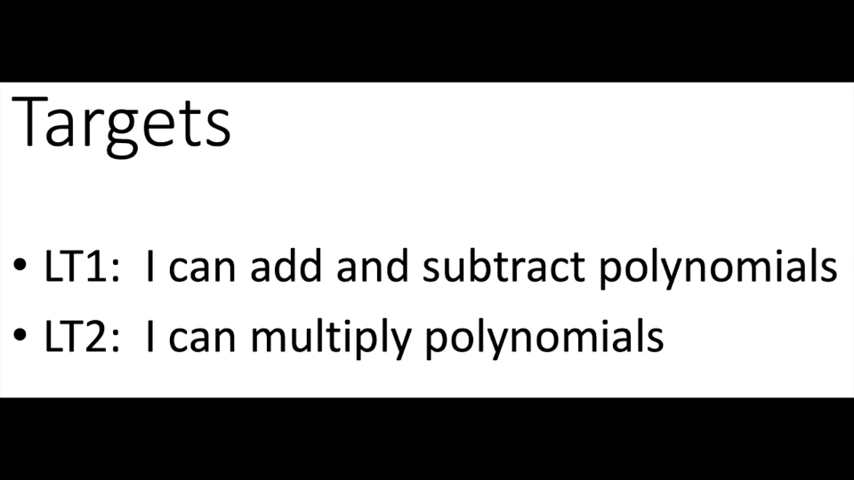 Targets
• LT1:  I can add and subtract polynomials
• LT2:  I can multiply polynomials